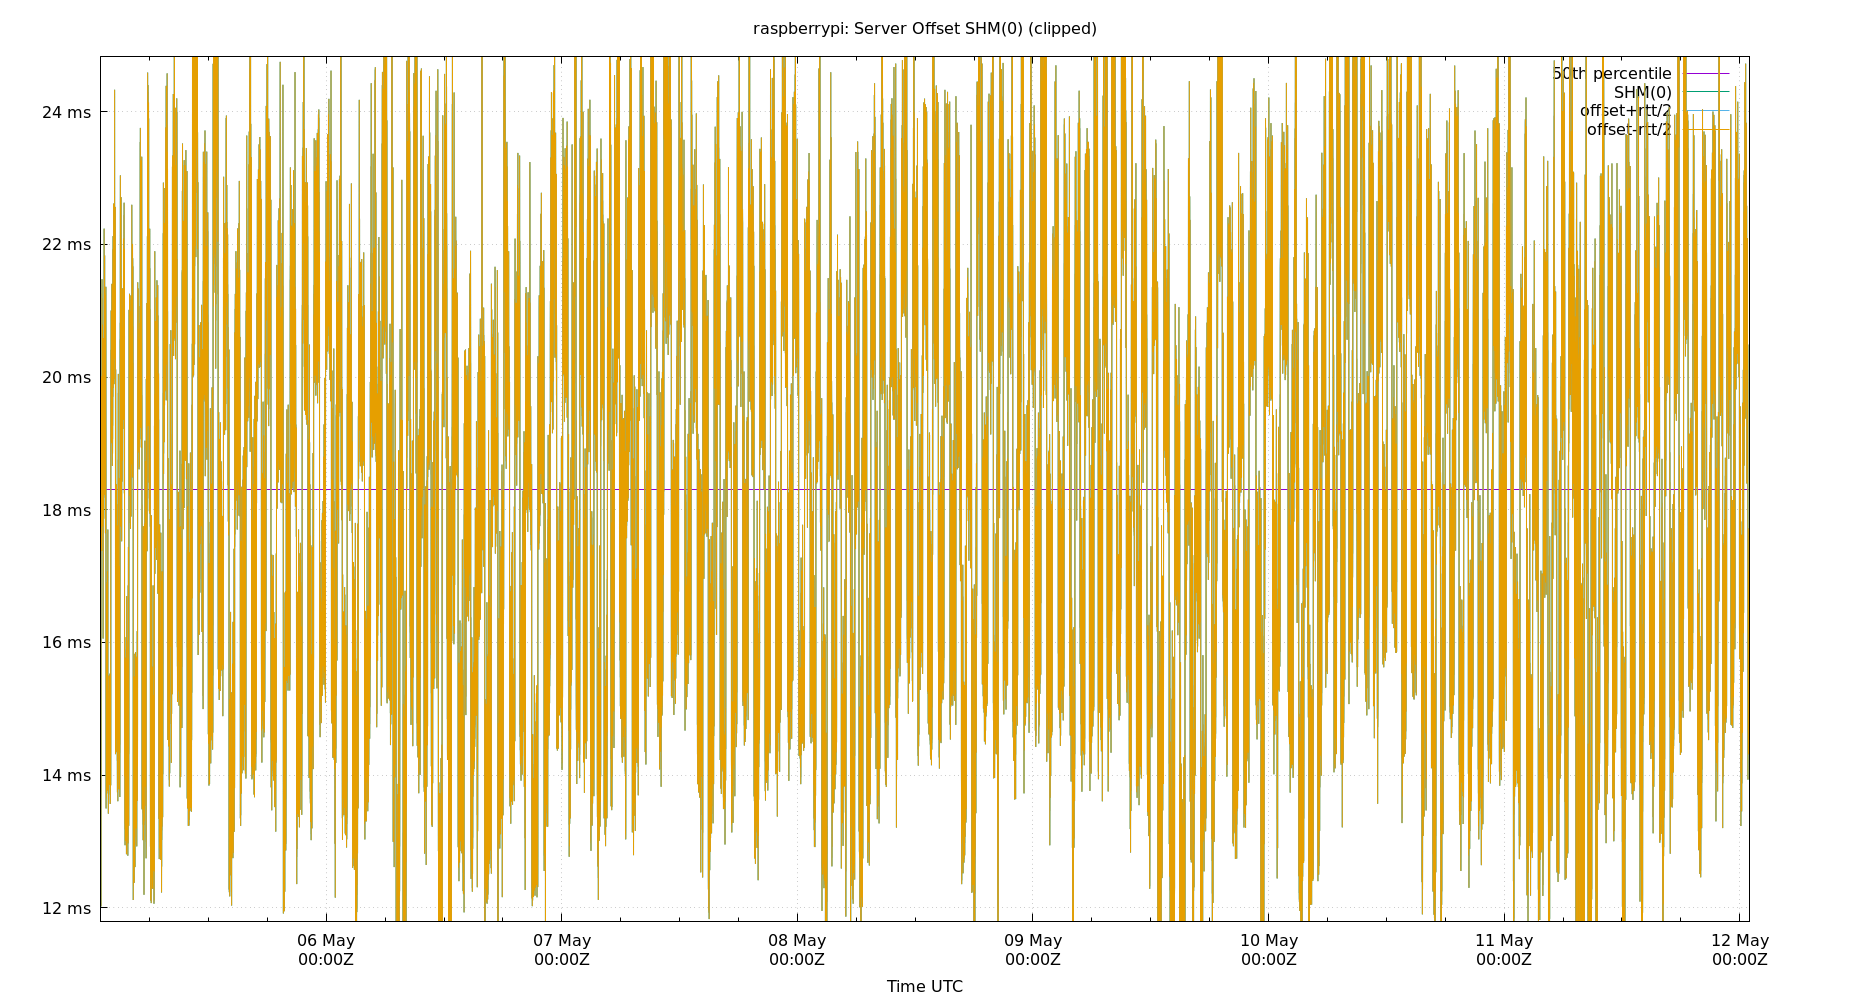 raspberrypi: Server Offset SHM(0) (clipped)
50th percentile
SHM(0)
offset+rtt/2
offset-rtt/2
24 ms
22 ms
20 ms
18 ms
16 ms
14 ms
12 ms
06 May 07 May 08 May 09 May 10 May 11 May 12 May
00:00Z 00:00Z 00:00Z 00:00Z 00:00Z 00:00Z 00:00Z
Time UTC